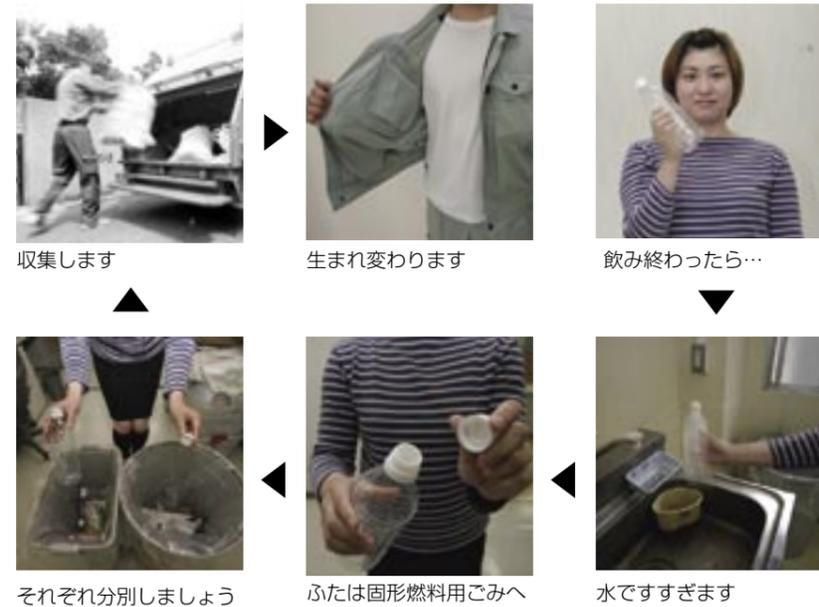 収集します
生まれ変わります
飲み終わったら…
それぞれ分別しましょう
ふたは固形燃料用ごみへ
水ですすぎます